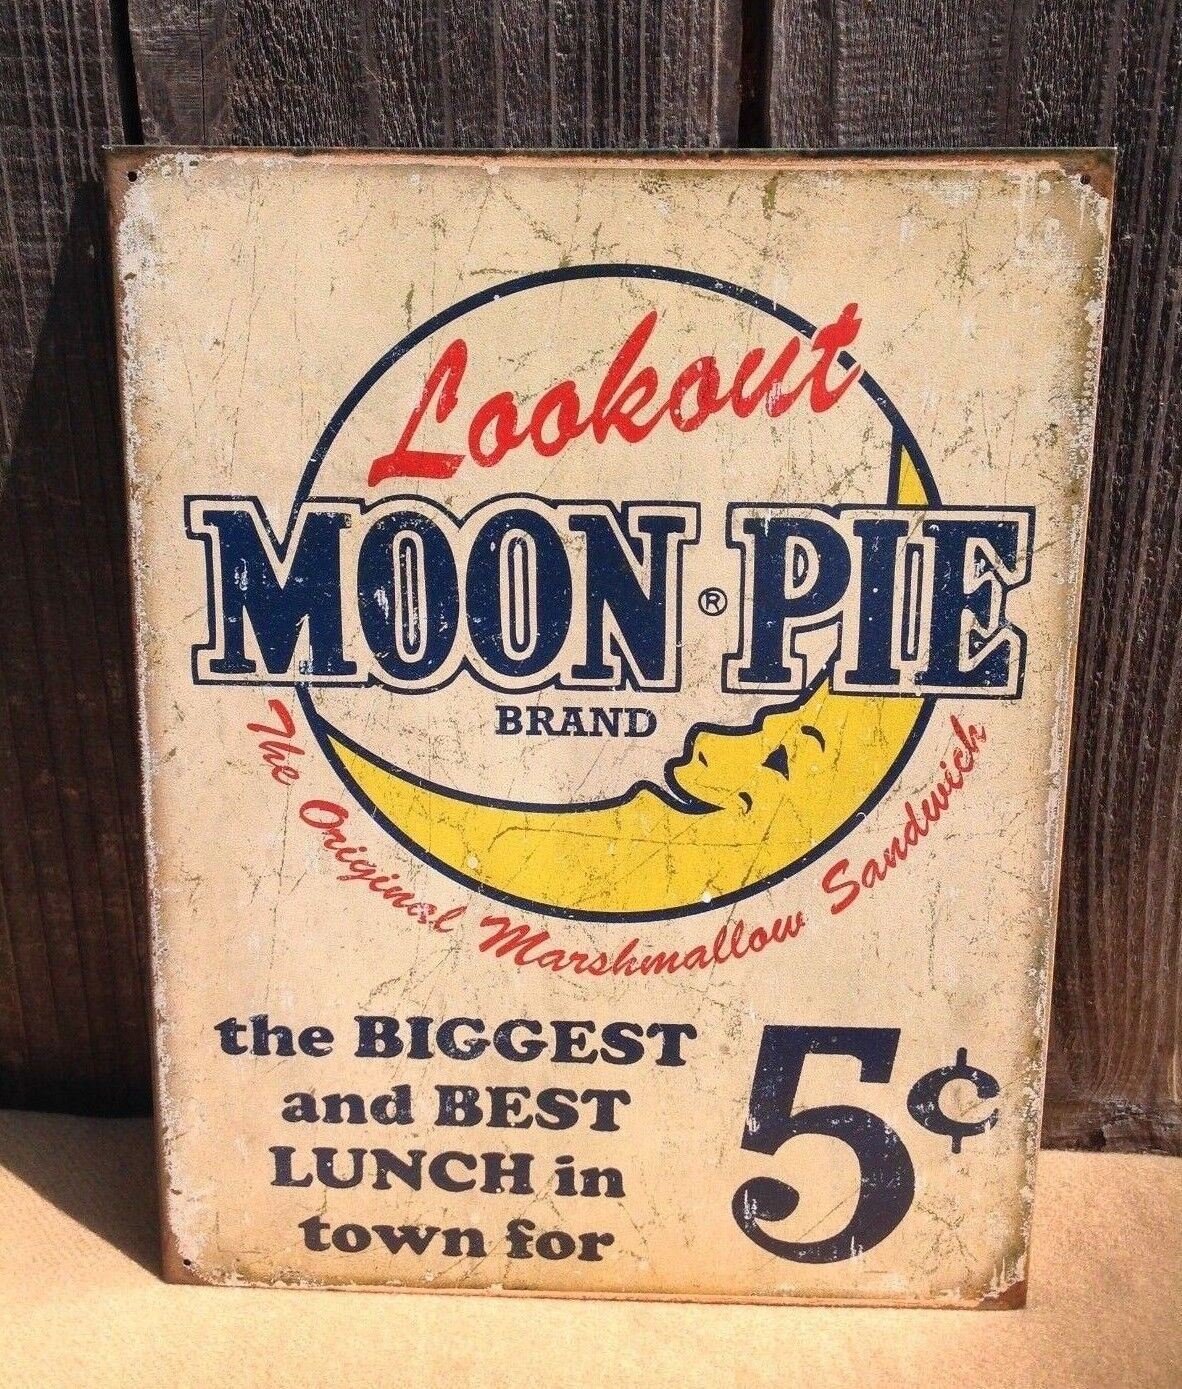 Lookout
MOON PIE ®
BRAND
The Original Marshmallow Sandwich
the BIGGEST
and BEST
LUNCH in
town for
5¢